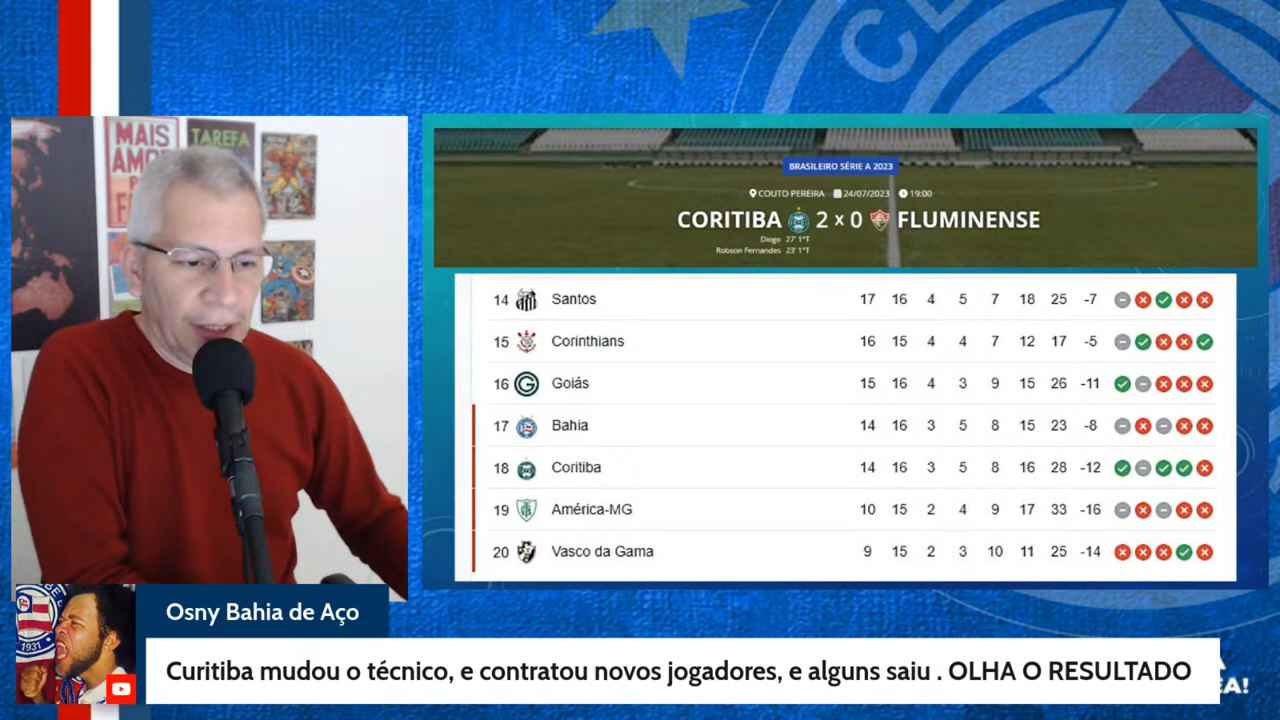 MAIS
AMO
TAREFA
BRASILEIRO SÉRIE A 2023
COUTO PEREIRA 24/07/2023 19:00
CORITIBA 2 x 0 FLUMINENSE
Diogo 27' 1ºT
Robson Fernandes 23' 1ºT
14 Santos 17 16 4 5 7 18 25 -7
15 Corinthians 16 15 4 4 7 12 17 -5
16 Goiás 15 16 4 3 9 15 26 -11
17 Bahia 14 16 3 5 8 15 23 -8
18 Coritiba 14 16 3 5 8 16 28 -12
19 América-MG 10 15 2 4 9 17 33 -16
20 Vasco da Gama 9 15 2 3 10 11 25 -14
1931
Osny Bahia de Aço
Curitiba mudou o técnico, e contratou novos jogadores, e alguns saiu . OLHA O RESULTADO
EA!